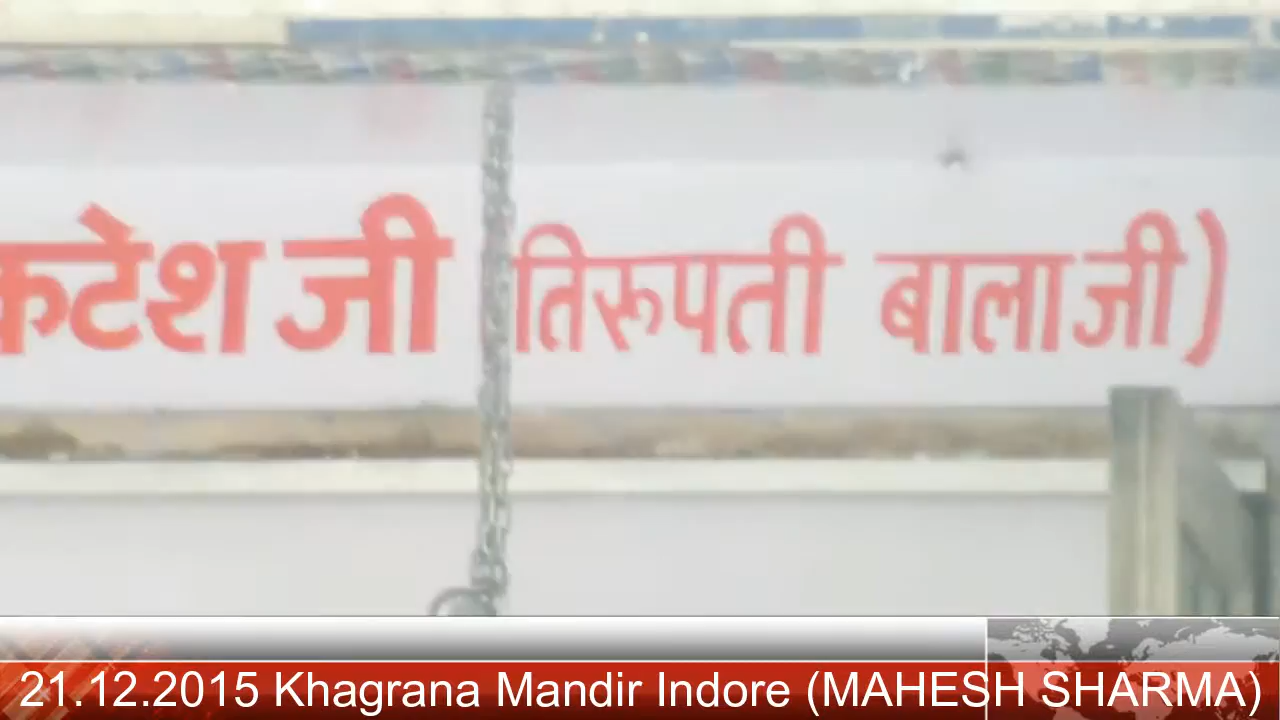 कटेश जी तिरुपती बालाजी)
21.12.2015 Khagrana Mandir Indore (MAHESH SHARMA)